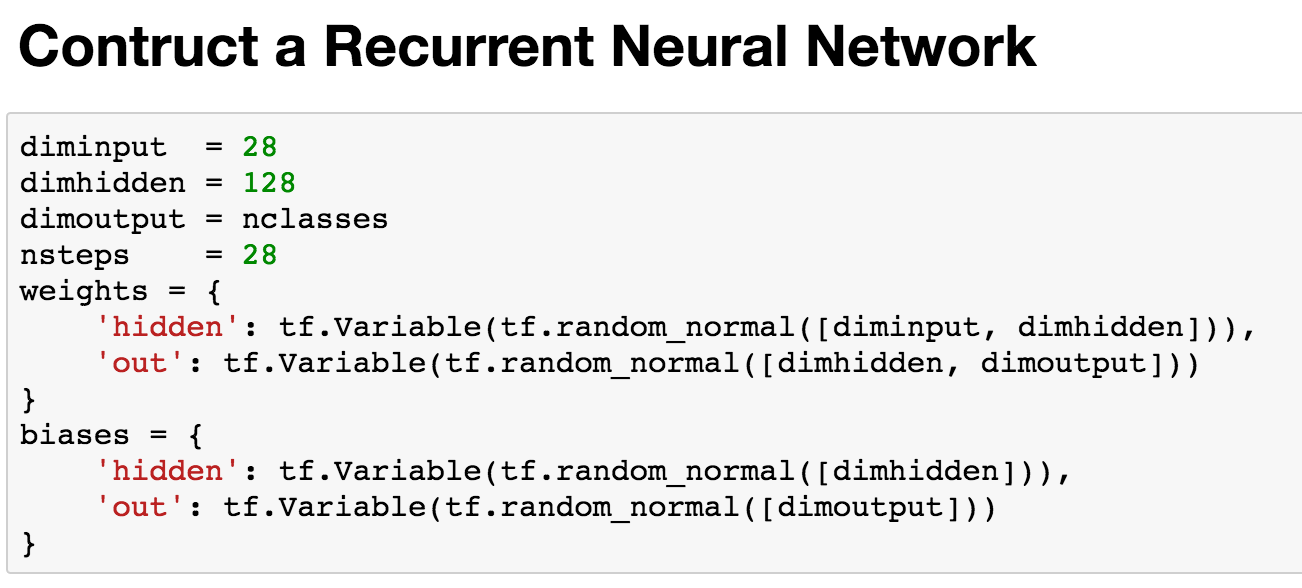 Contruct a Recurrent Neural Network
diminput  = 28
dimhidden = 128
dimoutput = nclasses
nsteps    = 28
weights = {
    'hidden': tf.Variable(tf.random_normal([diminput, dimhidden])),
    'out': tf.Variable(tf.random_normal([dimhidden, dimoutput]))
}
biases = {
    'hidden': tf.Variable(tf.random_normal([dimhidden])),
    'out': tf.Variable(tf.random_normal([dimoutput]))
}